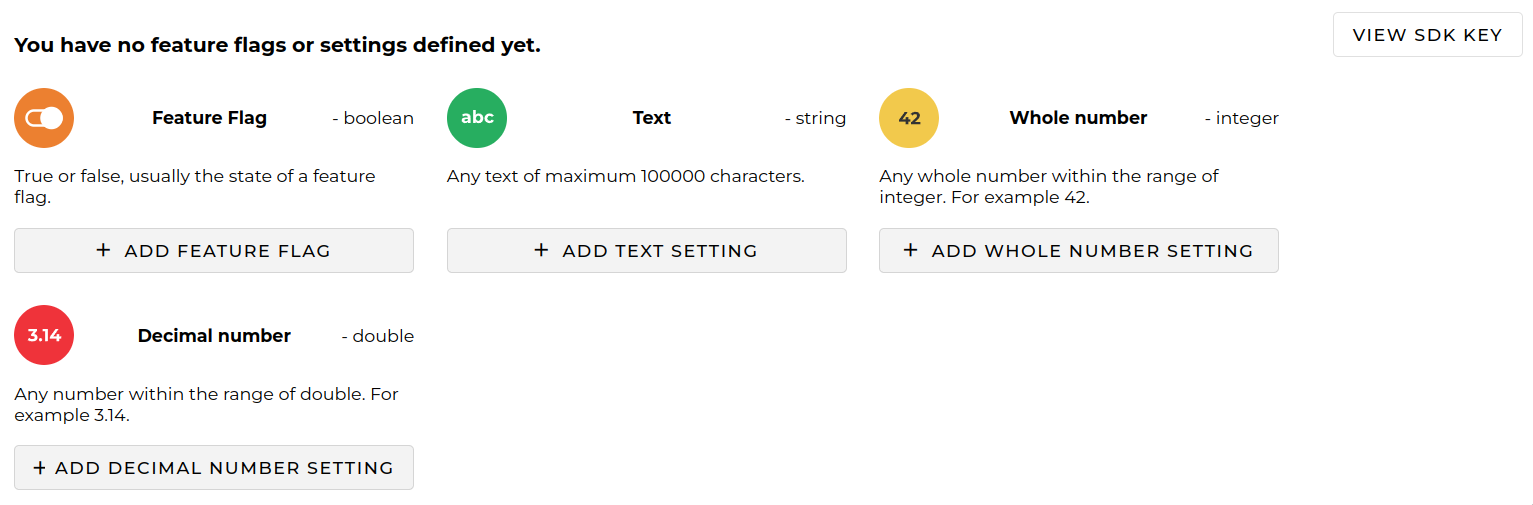 You have no feature flags or settings defined yet.
VIEW SDK KEY
Feature Flag - boolean
True or false, usually the state of a feature
flag.
+ ADD FEATURE FLAG
abc Text - string
Any text of maximum 100000 characters.
+ ADD TEXT SETTING
42 Whole number - integer
Any whole number within the range of
integer. For example 42.
+ ADD WHOLE NUMBER SETTING
3.14 Decimal number - double
Any number within the range of double. For
example 3.14.
+ ADD DECIMAL NUMBER SETTING